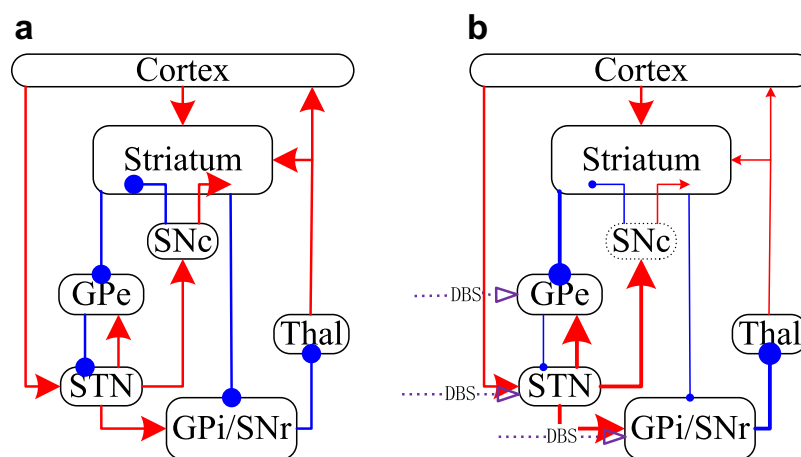 a
Cortex
Striatum
SNc
GPe
Thal
STN
GPi/SNr
b
Cortex
Striatum
SNc
DBS
GPe
Thal
DBS
STN
DBS
GPi/SNr